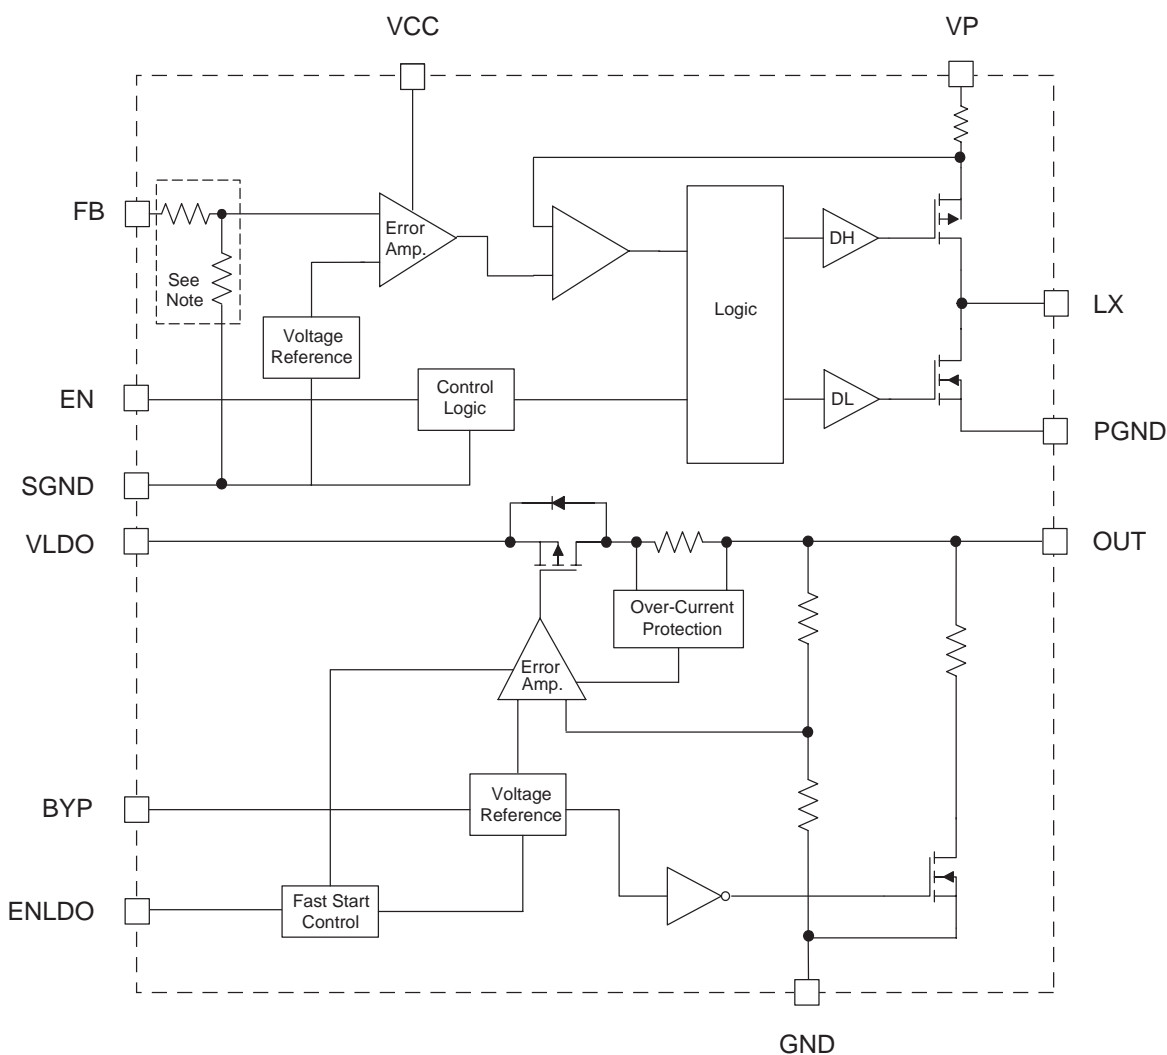 VCC
VP
FB
Error
Amp.
See
Note
DH
Logic
LX
Voltage
Reference
EN
Control
Logic
DL
PGND
SGND
VLDO
OUT
Over-Current
Protection
Error
Amp.
BYP
Voltage
Reference
ENLDO
Fast Start
Control
GND